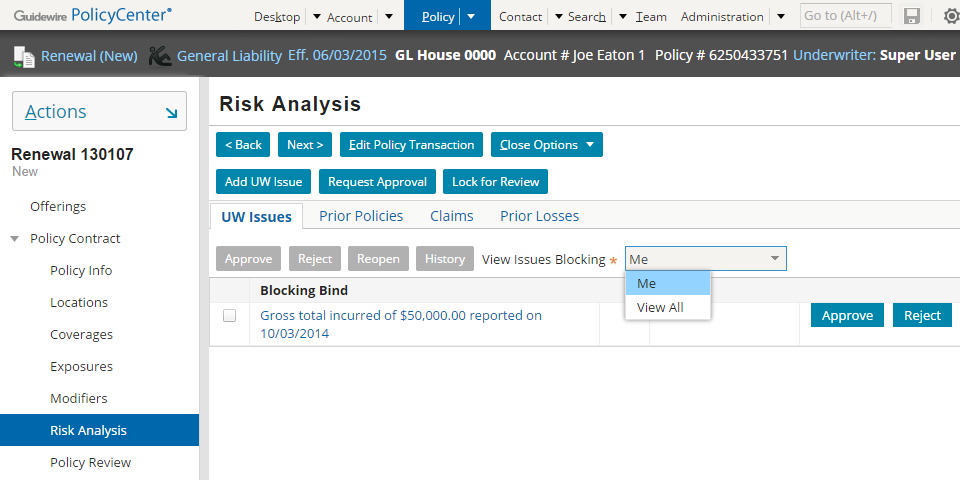 Guidewire PolicyCenter® Desktop Account Policy Contact Search Team Administration Go to (Alt+/)
Renewal (New) General Liability Eff. 06/03/2015 GL House 0000 Account # Joe Eaton 1 Policy # 6250433751 Underwriter: Super User
Actions
Renewal 130107
New
Offerings
Policy Contract
Policy Info
Locations
Coverages
Exposures
Modifiers
Risk Analysis
Policy Review
Risk Analysis
< Back Next > Edit Policy Transaction Close Options
Add UW Issue Request Approval Lock for Review
UW Issues Prior Policies Claims Prior Losses
Approve Reject Reopen History View Issues Blocking * Me
Me
View All
Blocking Bind
Gross total incurred of $50,000.00 reported on
10/03/2014
Approve Reject